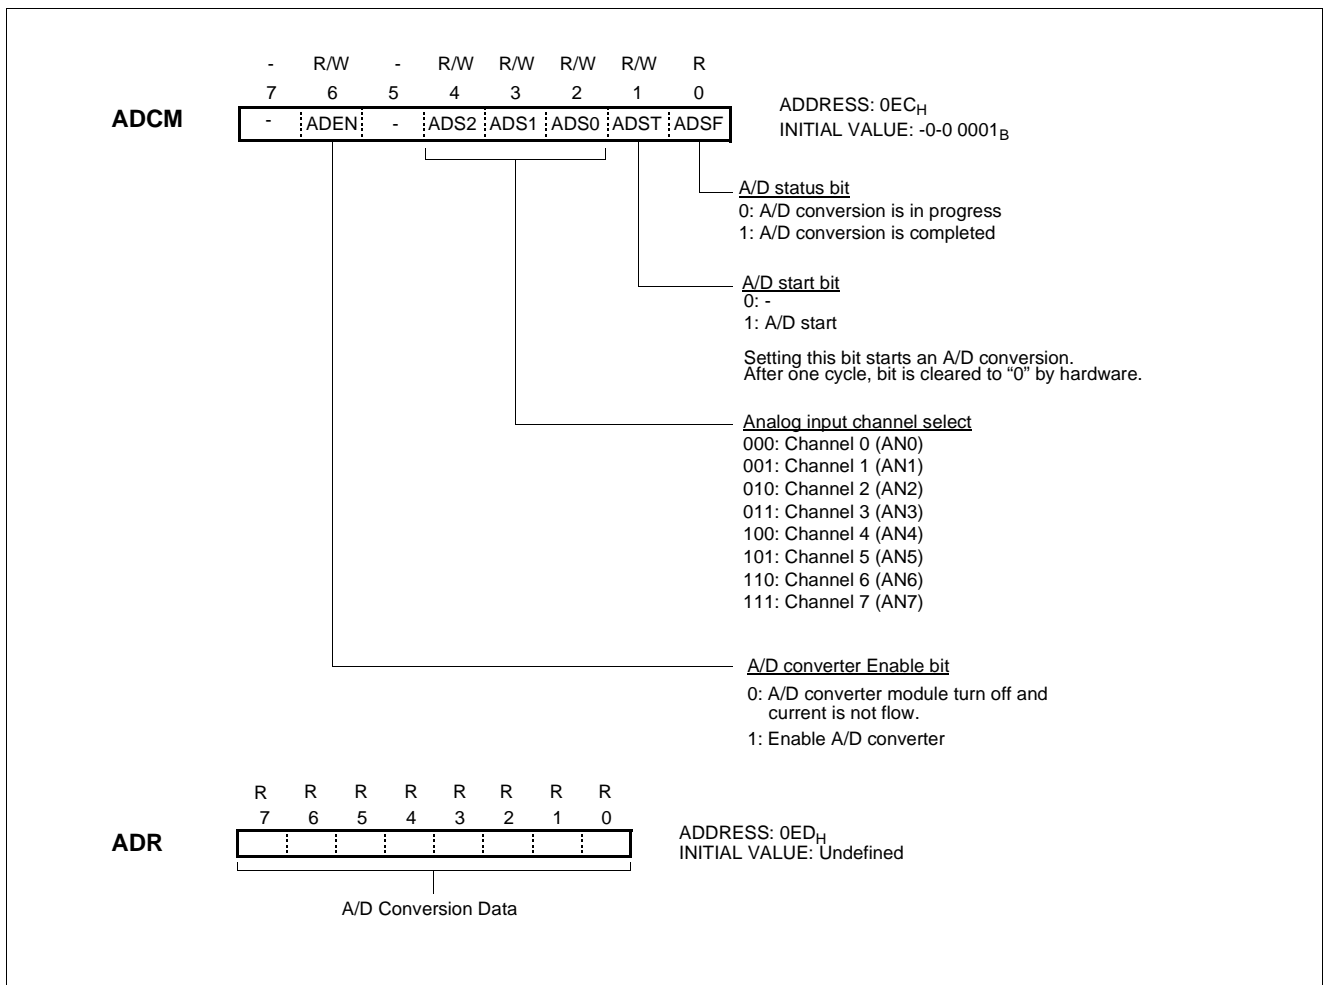 - R/W - R/W R/W R/W R/W R
7 6 5 4 3 2 1 0
ADCM
- ADEN - ADS2 ADS1 ADS0 ADST ADSF
ADDRESS: 0ECH
INITIAL VALUE: -0-0 0001B
A/D status bit
0: A/D conversion is in progress
1: A/D conversion is completed
A/D start bit
0: -
1: A/D start
Setting this bit starts an A/D conversion.
After one cycle, bit is cleared to “0” by hardware.
Analog input channel select
000: Channel 0 (AN0)
001: Channel 1 (AN1)
010: Channel 2 (AN2)
011: Channel 3 (AN3)
100: Channel 4 (AN4)
101: Channel 5 (AN5)
110: Channel 6 (AN6)
111: Channel 7 (AN7)
A/D converter Enable bit
0: A/D converter module turn off and
current is not flow.
1: Enable A/D converter
R R R R R R R R
7 6 5 4 3 2 1 0
ADR
ADDRESS: 0EDH
INITIAL VALUE: Undefined
A/D Conversion Data